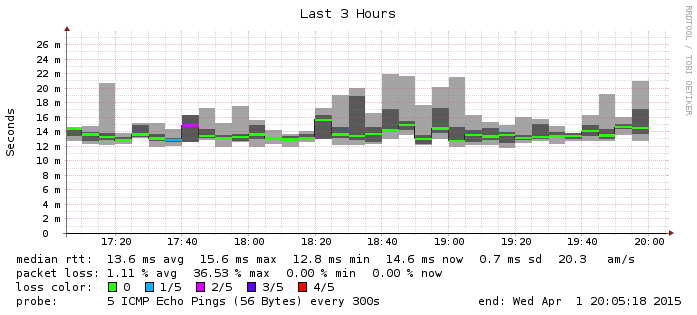 Last 3 Hours
RRDTOOL / TOBI OETIKER
Seconds
26 m
24 m
22 m
20 m
18 m
16 m
14 m
12 m
10 m
8 m
6 m
4 m
2 m
0
17:20 17:40 18:00 18:20 18:40 19:00 19:20 19:40 20:00
median rtt: 13.6 ms avg 15.6 ms max 12.8 ms min 14.6 ms now 0.7 ms sd 20.3 am/s
packet loss: 1.11 % avg 36.53 % max 0.00 % min 0.00 % now
loss color: 0 1/5 2/5 3/5 4/5
probe: 5 ICMP Echo Pings (56 Bytes) every 300s end: Wed Apr 1 20:05:18 2015